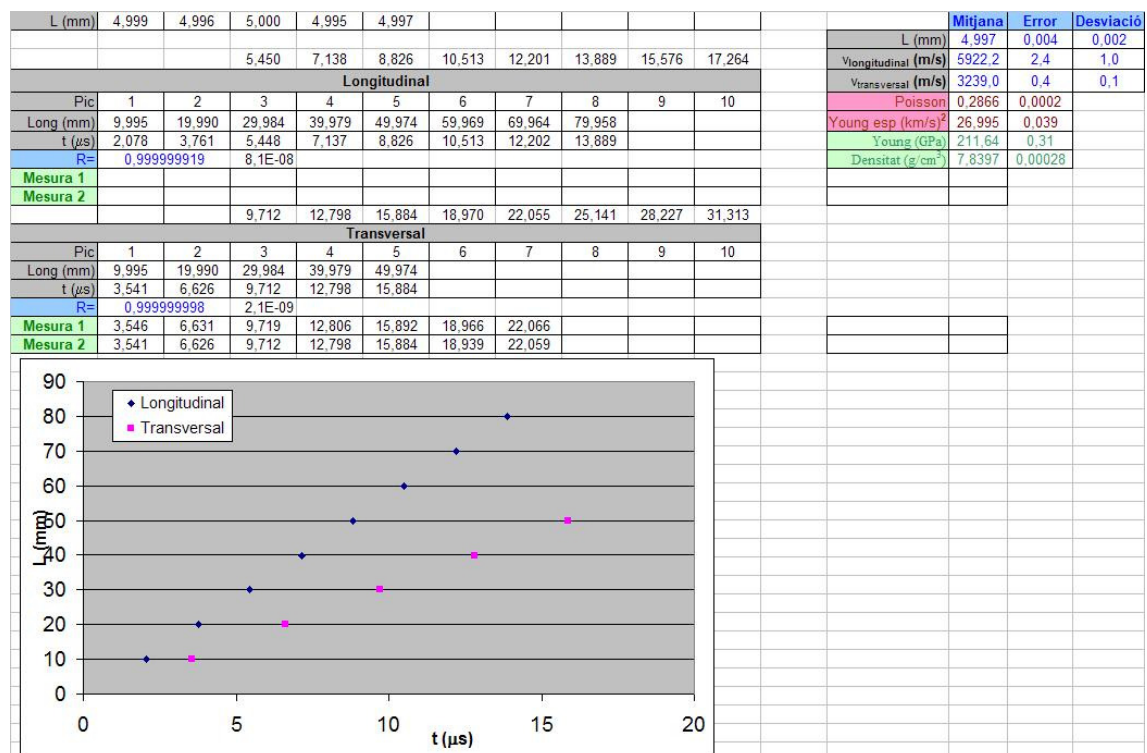 L (mm) 4,999 4,996 5,000 4,995 4,997
Mitjana Error Desviació
L (mm) 4,997 0,004 0,002
5,450 7,138 8,826 10,513 12,201 13,889 15,576 17,264
Vlongitudinal (m/s) 5922,2 2,4 1,0
Longitudinal
Vtransversal (m/s) 3239,0 0,4 0,1
Pic 1 2 3 4 5 6 7 8 9 10
Poisson 0,2866 0,0002
Long (mm) 9,995 19,990 29,984 39,979 49,974 59,969 69,964 79,958
Young esp (km/s)² 26,995 0,039
t (µs) 2,078 3,761 5,448 7,137 8,826 10,513 12,202 13,889
Young (GPa) 211,64 0,31
R= 0,999999919 8,1E-08
Densitat (g/cm³) 7,8397 0,00028
Mesura 1
Mesura 2
9,712 12,798 15,884 18,970 22,055 25,141 28,227 31,313
Transversal
Pic 1 2 3 4 5 6 7 8 9 10
Long (mm) 9,995 19,990 29,984 39,979 49,974
t (µs) 3,541 6,626 9,712 12,798 15,884
R= 0,999999998 2,1E-09
Mesura 1 3,546 6,631 9,719 12,806 15,892 18,966 22,066
Mesura 2 3,541 6,626 9,712 12,798 15,884 18,939 22,059
90
80
70
60
50
40
30
20
10
0
L (mm)
Longitudinal
Transversal
0 5 10 15 20
t (µs)